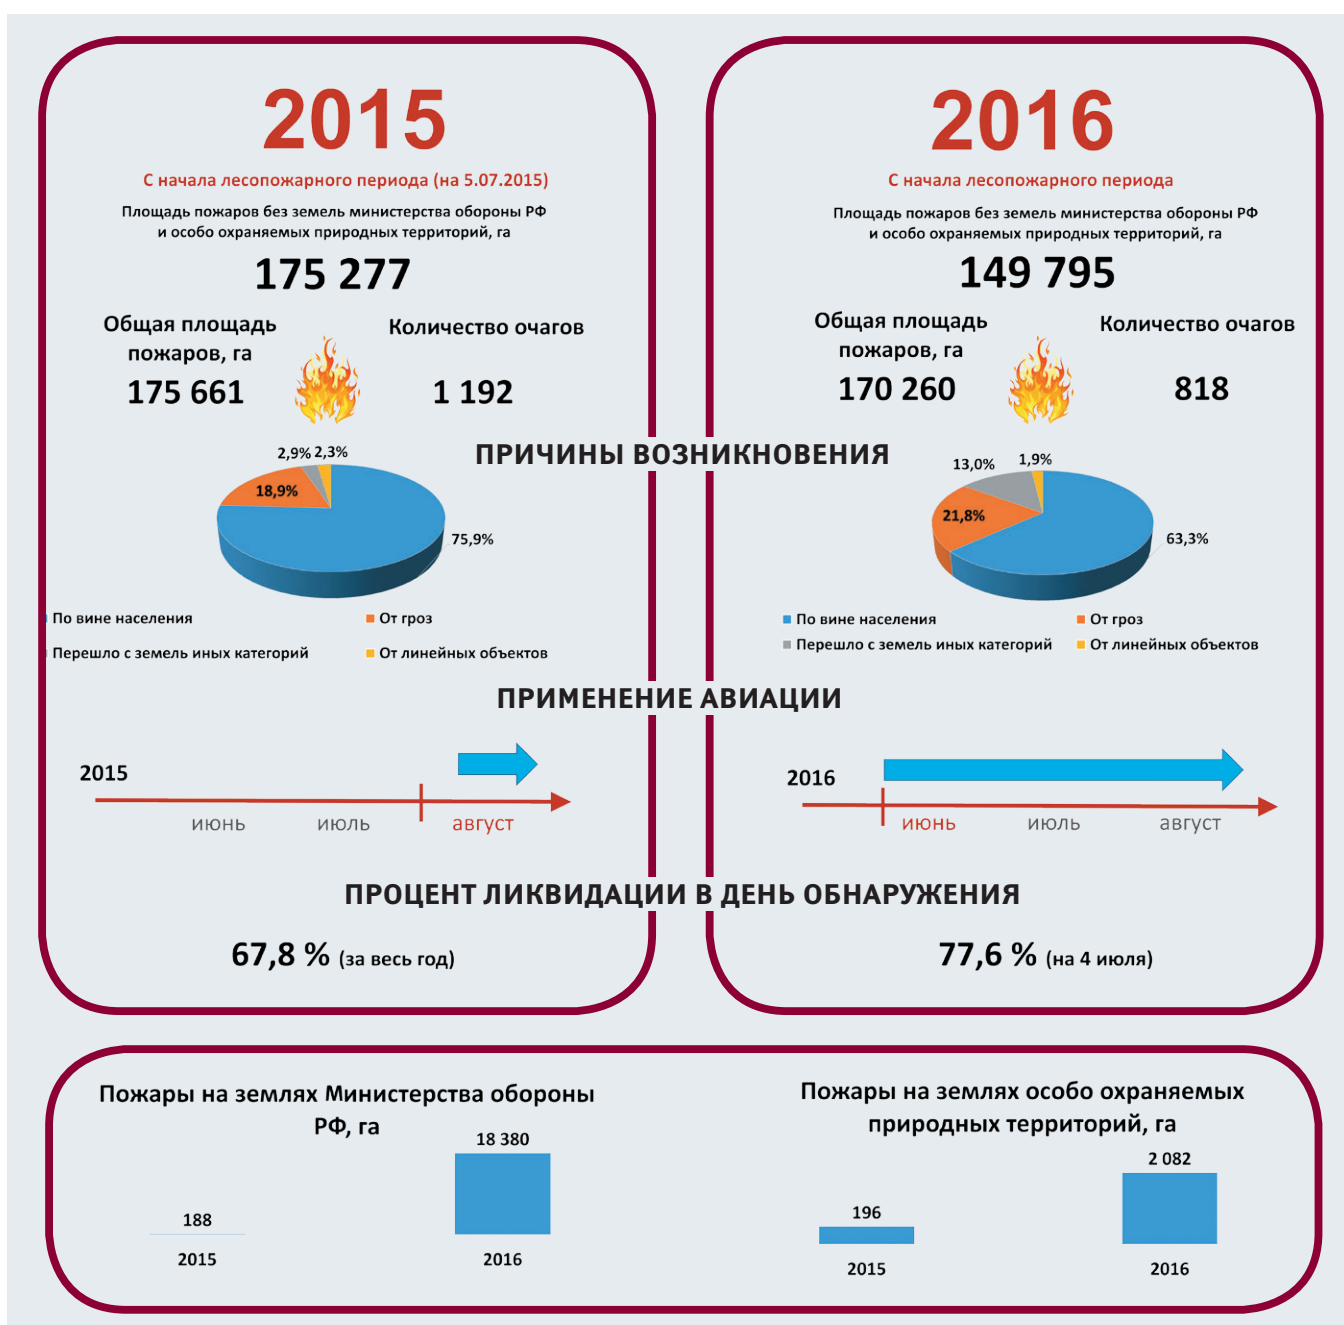 2015
С начала лесопожарного периода (на 5.07.2015)
Площадь пожаров без земель министерства обороны РФ
и особо охраняемых природных территорий, га
175 277
Общая площадь
пожаров, га
175 661
Количество очагов
1 192
2016
С начала лесопожарного периода
Площадь пожаров без земель министерства обороны РФ
и особо охраняемых природных территорий, га
149 795
Общая площадь
пожаров, га
170 260
Количество очагов
818
ПРИЧИНЫ ВОЗНИКНОВЕНИЯ
2,9% 2,3%
18,9%
75,9%
По вине населения
От гроз
Перешло с земель иных категорий
От линейных объектов
13,0%
1,9%
21,8%
63,3%
По вине населения
От гроз
Перешло с земель иных категорий
От линейных объектов
ПРИМЕНЕНИЕ АВИАЦИИ
2015
июнь
июль
август
2016
июнь
июль
август
ПРОЦЕНТ ЛИКВИДАЦИИ В ДЕНЬ ОБНАРУЖЕНИЯ
67,8 % (за весь год)
77,6 % (на 4 июля)
Пожары на землях Министерства обороны
РФ, га
188
2015
18 380
2016
Пожары на землях особо охраняемых
природных территорий, га
196
2015
2 082
2016